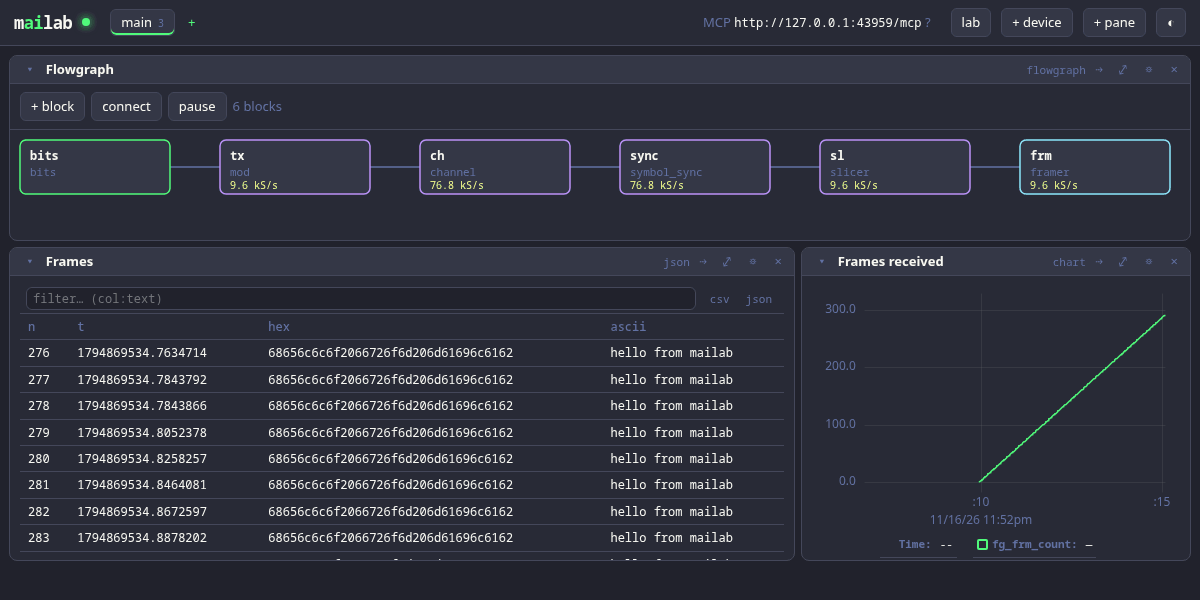 mailab main 3 + MCP http://127.0.0.1:43959/mcp ? lab + device + pane
Flowgraph flowgraph
+ block connect pause 6 blocks
bits tx ch sync sl frm
bits mod channel symbol_sync slicer framer
9.6 kS/s 76.8 kS/s 76.8 kS/s 9.6 kS/s 9.6 kS/s
Frames json
filter… (col:text) csv json
n t hex ascii
276 1794869534.7634714 68656c6c6f2066726f6d206d61696c6162 hello from mailab
277 1794869534.7843792 68656c6c6f2066726f6d206d61696c6162 hello from mailab
278 1794869534.7843866 68656c6c6f2066726f6d206d61696c6162 hello from mailab
279 1794869534.8052378 68656c6c6f2066726f6d206d61696c6162 hello from mailab
280 1794869534.8258257 68656c6c6f2066726f6d206d61696c6162 hello from mailab
281 1794869534.8464081 68656c6c6f2066726f6d206d61696c6162 hello from mailab
282 1794869534.8672597 68656c6c6f2066726f6d206d61696c6162 hello from mailab
283 1794869534.8878202 68656c6c6f2066726f6d206d61696c6162 hello from mailab
Frames received chart
300.0
200.0
100.0
0.0
:10 :15
11/16/26 11:52pm
Time: -- fg_frm_count: —